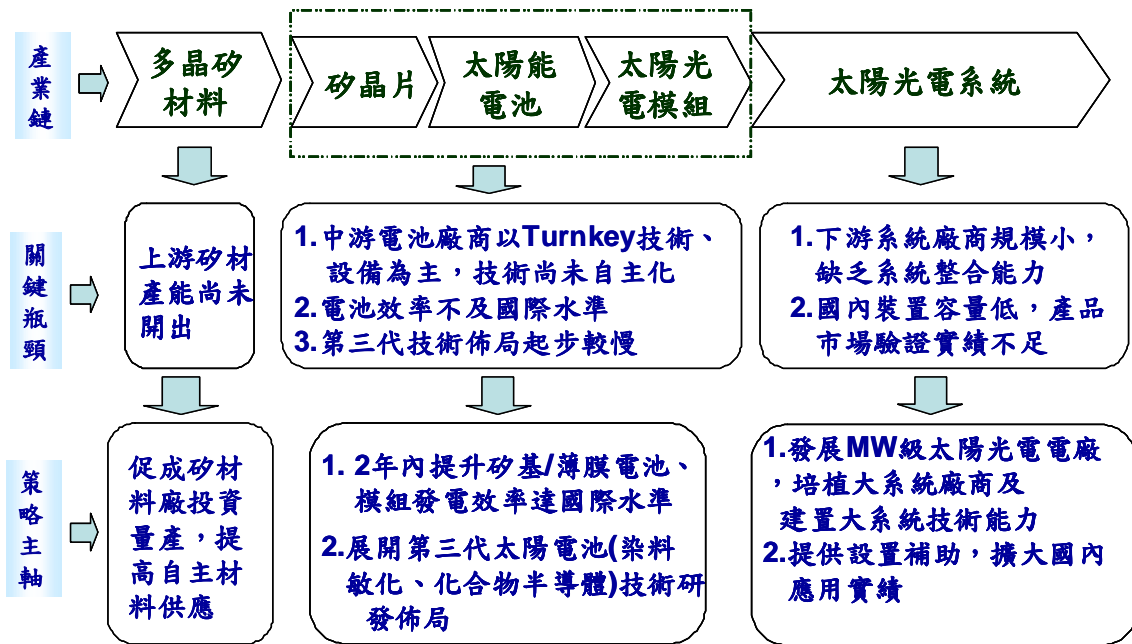 產業鏈
多晶矽
材料
矽晶片
太陽能
電池
太陽光
電模組
太陽光電系統
關鍵瓶頸
上游矽材
產能尚未
開出
1.中游電池廠商以Turnkey技術、
設備為主，技術尚未自主化
2.電池效率不及國際水準
3.第三代技術佈局起步較慢
1.下游系統廠商規模小，
缺乏系統整合能力
2.國內裝置容量低，產品
市場驗證實績不足
策略主軸
促成矽材
料廠投資
量產，提
高自主材
料供應
1. 2年內提升矽基/薄膜電池、
模組發電效率達國際水準
2.展開第三代太陽電池(染料
敏化、化合物半導體)技術研
發佈局
1.發展MW級太陽光電電廠
，培植大系統廠商及
建置大系統技術能力
2.提供設置補助，擴大國內
應用實績